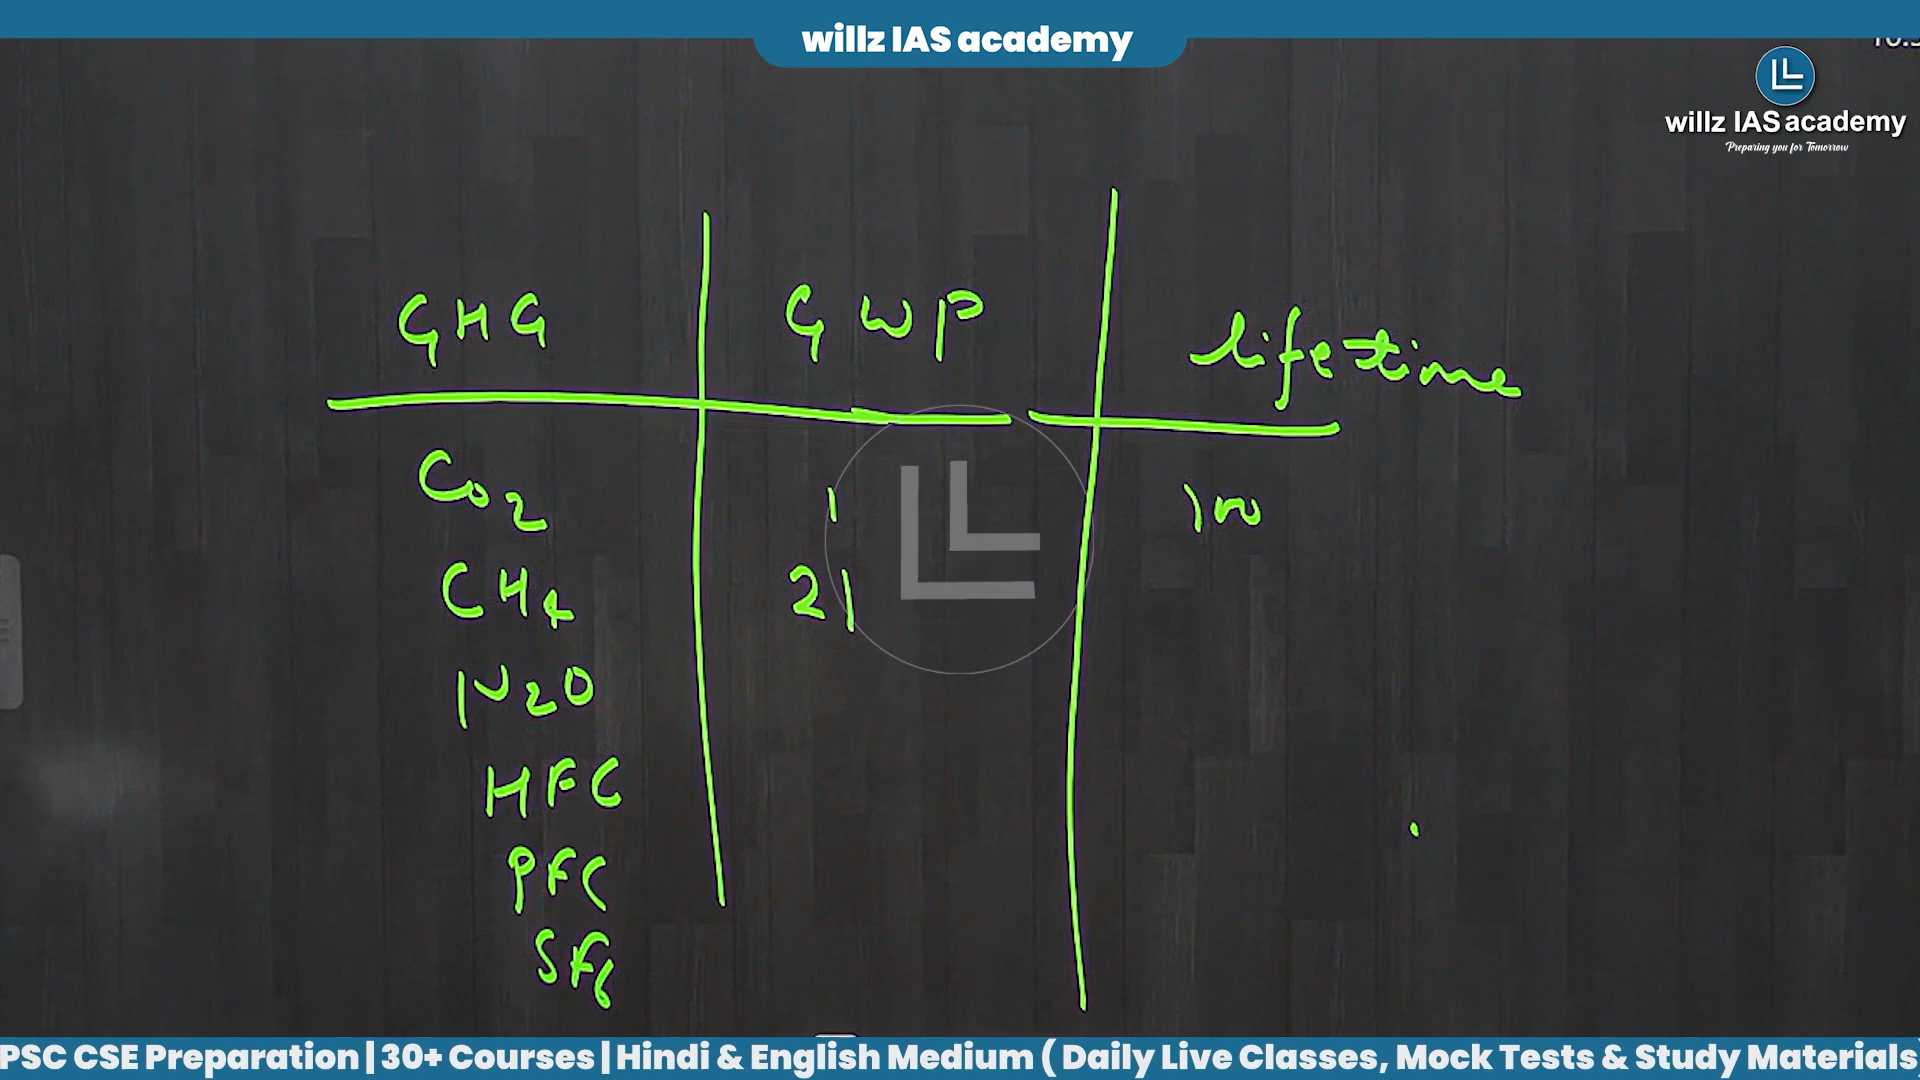 willz IAS academy
willz IAS academy
Preparing you for Tomorrow
GHG GWP lifetime
CO2 1 100
CH4 21
N2O
HFC
PFC
SF6
PSC CSE Preparation | 30+ Courses | Hindi & English Medium ( Daily Live Classes, Mock Tests & Study Materials)